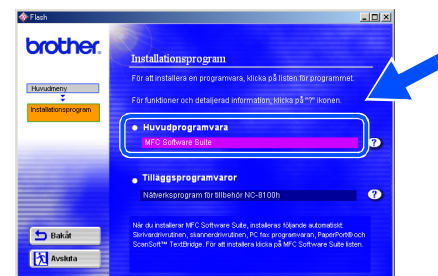 Flash
brother.
Installationsprogram
För att installera en programvara, klicka på listen for programmet.
För funktioner och detaljerad information, klicka på "?" ikonen.
Huvudmeny
Installationsprogram
Huvudprogramvara
MFC Software Suite
?
Tilläggsprogramvaror
Nätverksprogram för tillbehör NC-8100h
?
När du installerar MFC Software Suite, installeras följande automatiskt:
Skrivardrivrutinen, skannerdrivrutinen, PC fax programvaran, PaperPort® och
ScanSoft™ TextBridge. För att installera klicka på MFC Software Suite listen.
Bakåt
Avsluta